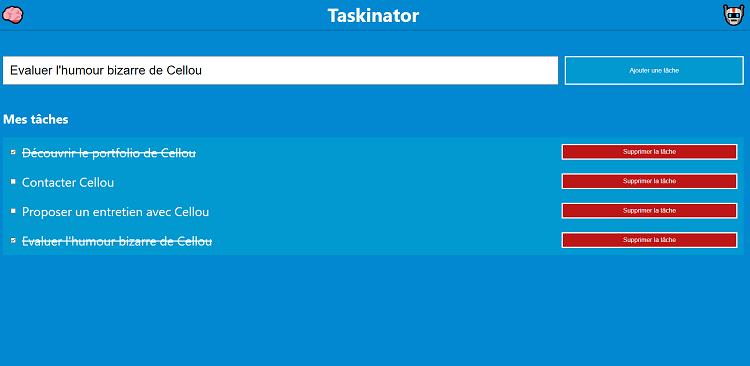 Taskinator
Evaluer l'humour bizarre de Cellou
Ajouter une tâche
Mes tâches
Découvrir le portfolio de Cellou
Supprimer la tâche
Contacter Cellou
Supprimer la tâche
Proposer un entretien avec Cellou
Supprimer la tâche
Evaluer l'humour bizarre de Cellou
Supprimer la tâche